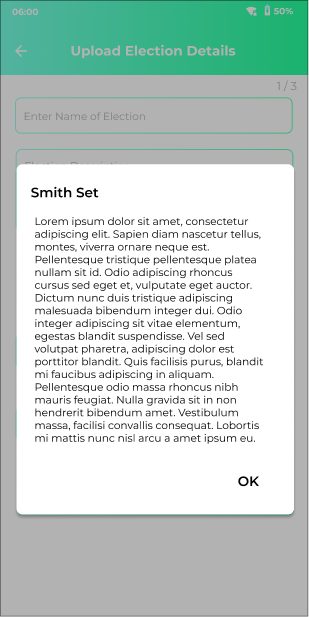 06:00
50%
Upload Election Details
1 / 3
Enter Name of Election
Election Description
Smith Set
Lorem ipsum dolor sit amet, consectetur
adipiscing elit. Sapien diam nascetur tellus,
montes, viverra ornare neque est.
Pellentesque tristique pellentesque platea
nullam sit id. Odio adipiscing rhoncus
cursus sed eget et, vulputate eget auctor.
Dictum nunc duis tristique adipiscing
malesuada bibendum integer dui. Odio
integer adipiscing sit vitae elementum,
egestas blandit suspendisse. Vel sed
volutpat pharetra, adipiscing dolor est
porttitor blandit. Quis facilisis purus, blandit
mi faucibus adipiscing in aliquam.
Pellentesque odio massa rhoncus nibh
mauris feugiat. Nulla gravida sit in non
hendrerit bibendum amet. Vestibulum
massa, facilisi convallis consequat. Lobortis
mi mattis nunc nisl arcu a amet ipsum eu.
OK